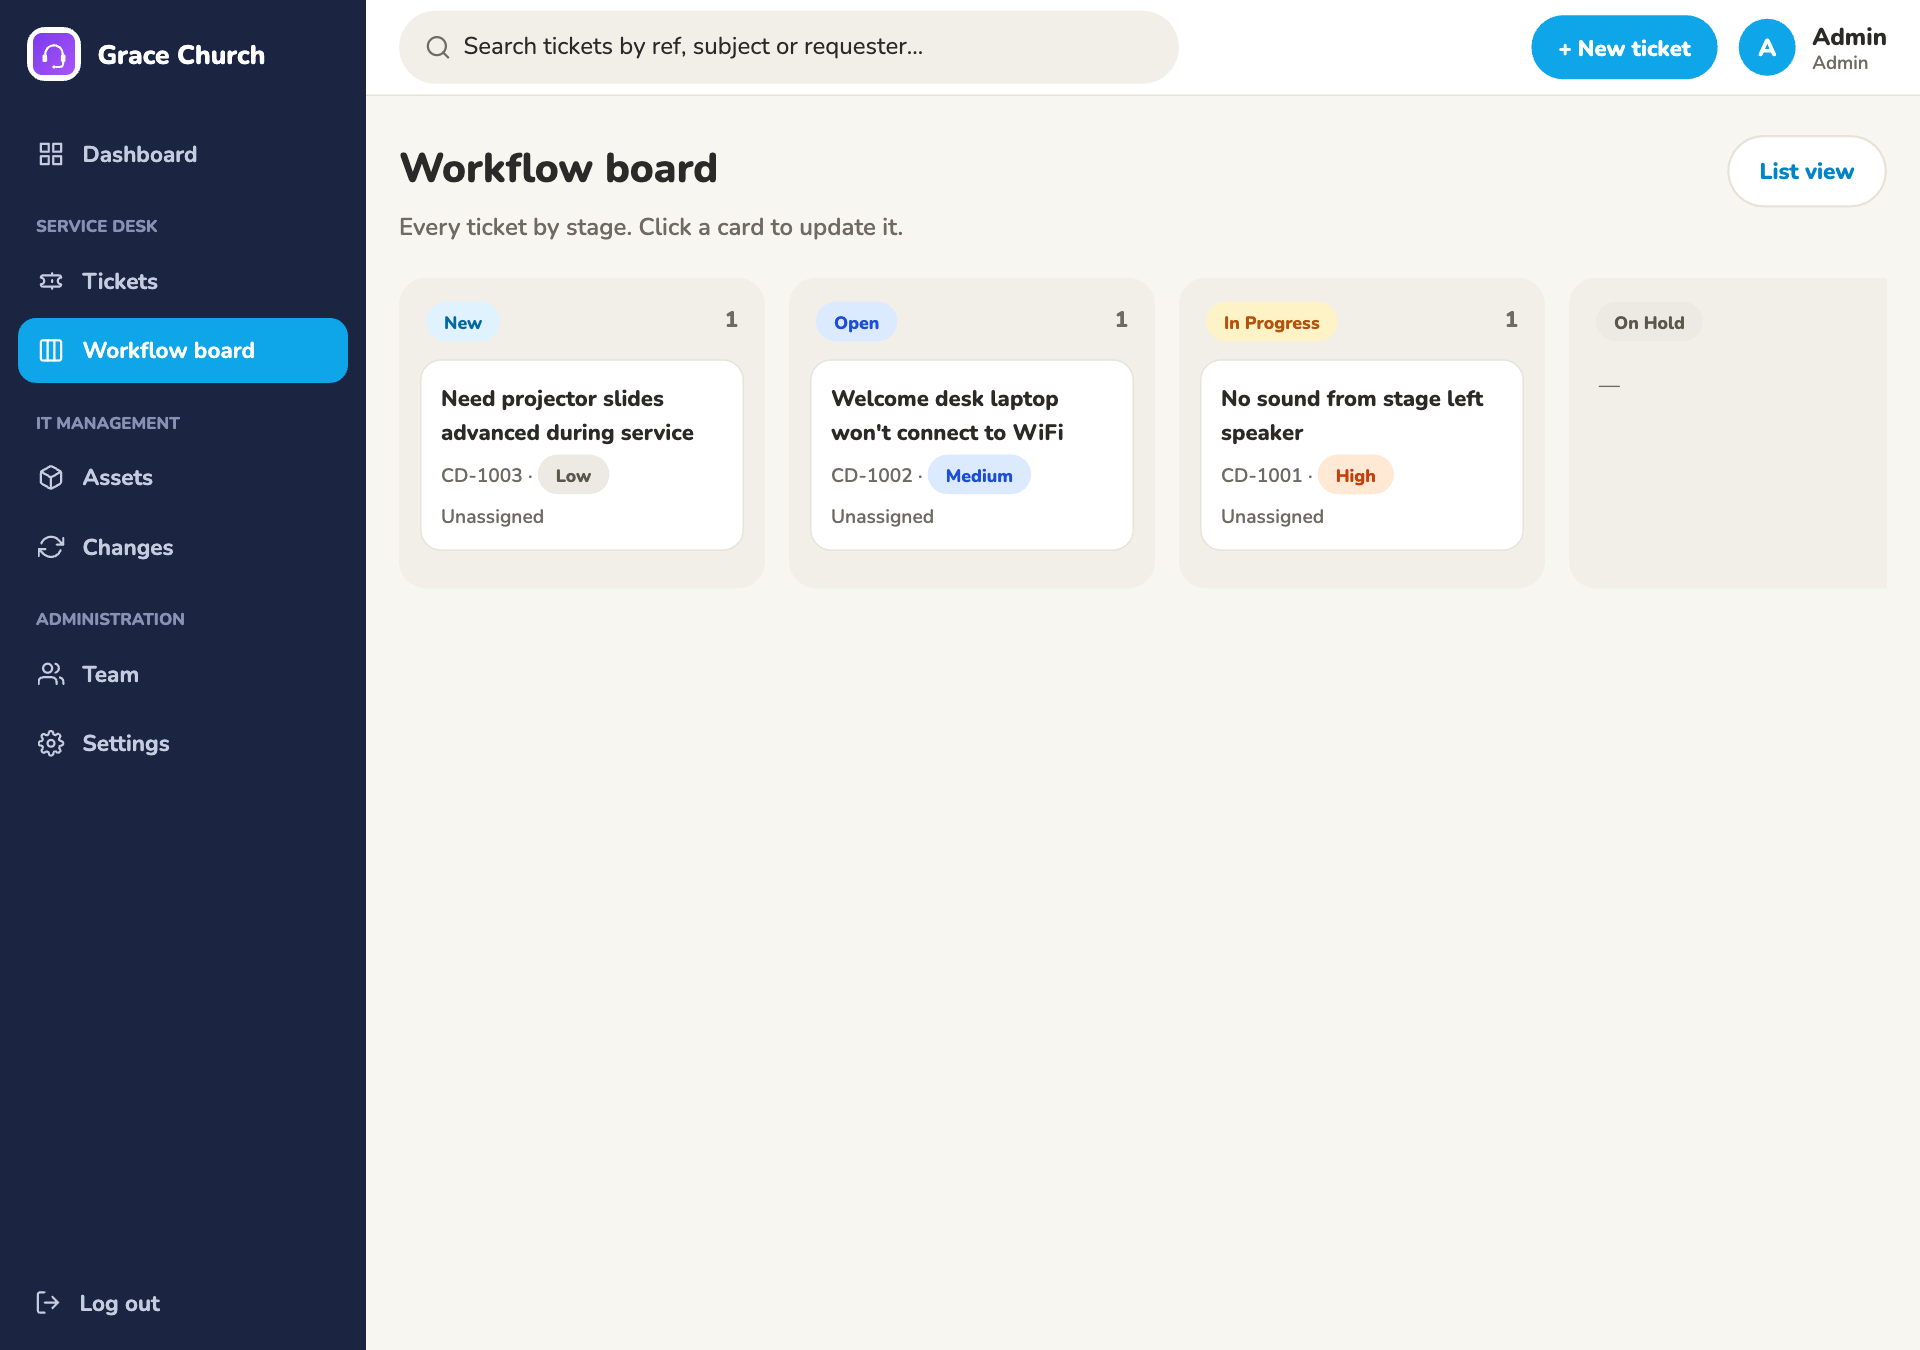 Grace Church
Dashboard
SERVICE DESK
Tickets
Workflow board
IT MANAGEMENT
Assets
Changes
ADMINISTRATION
Team
Settings
Log out
Search tickets by ref, subject or requester...
+ New ticket
A
Admin
Admin
Workflow board
List view
Every ticket by stage. Click a card to update it.
New 1
Need projector slides
advanced during service
CD-1003 · Low
Unassigned
Open 1
Welcome desk laptop
won't connect to WiFi
CD-1002 · Medium
Unassigned
In Progress 1
No sound from stage left
speaker
CD-1001 · High
Unassigned
On Hold
—